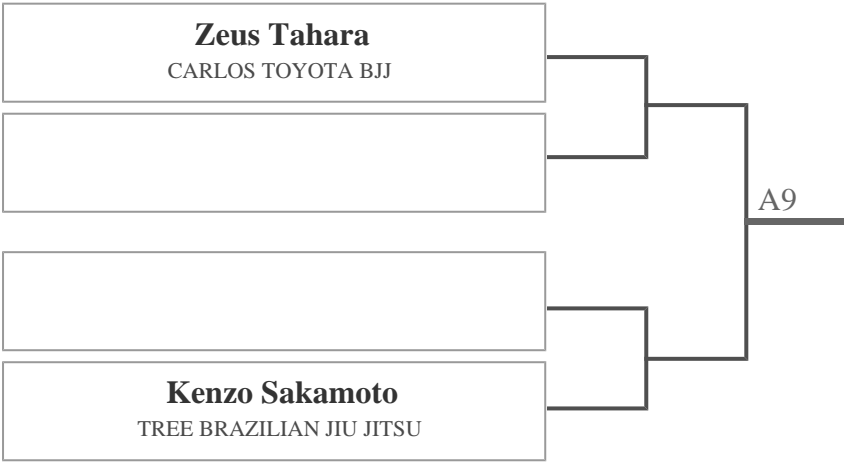 Zeus Tahara
CARLOS TOYOTA BJJ
A9
Kenzo Sakamoto
TREE BRAZILIAN JIU JITSU